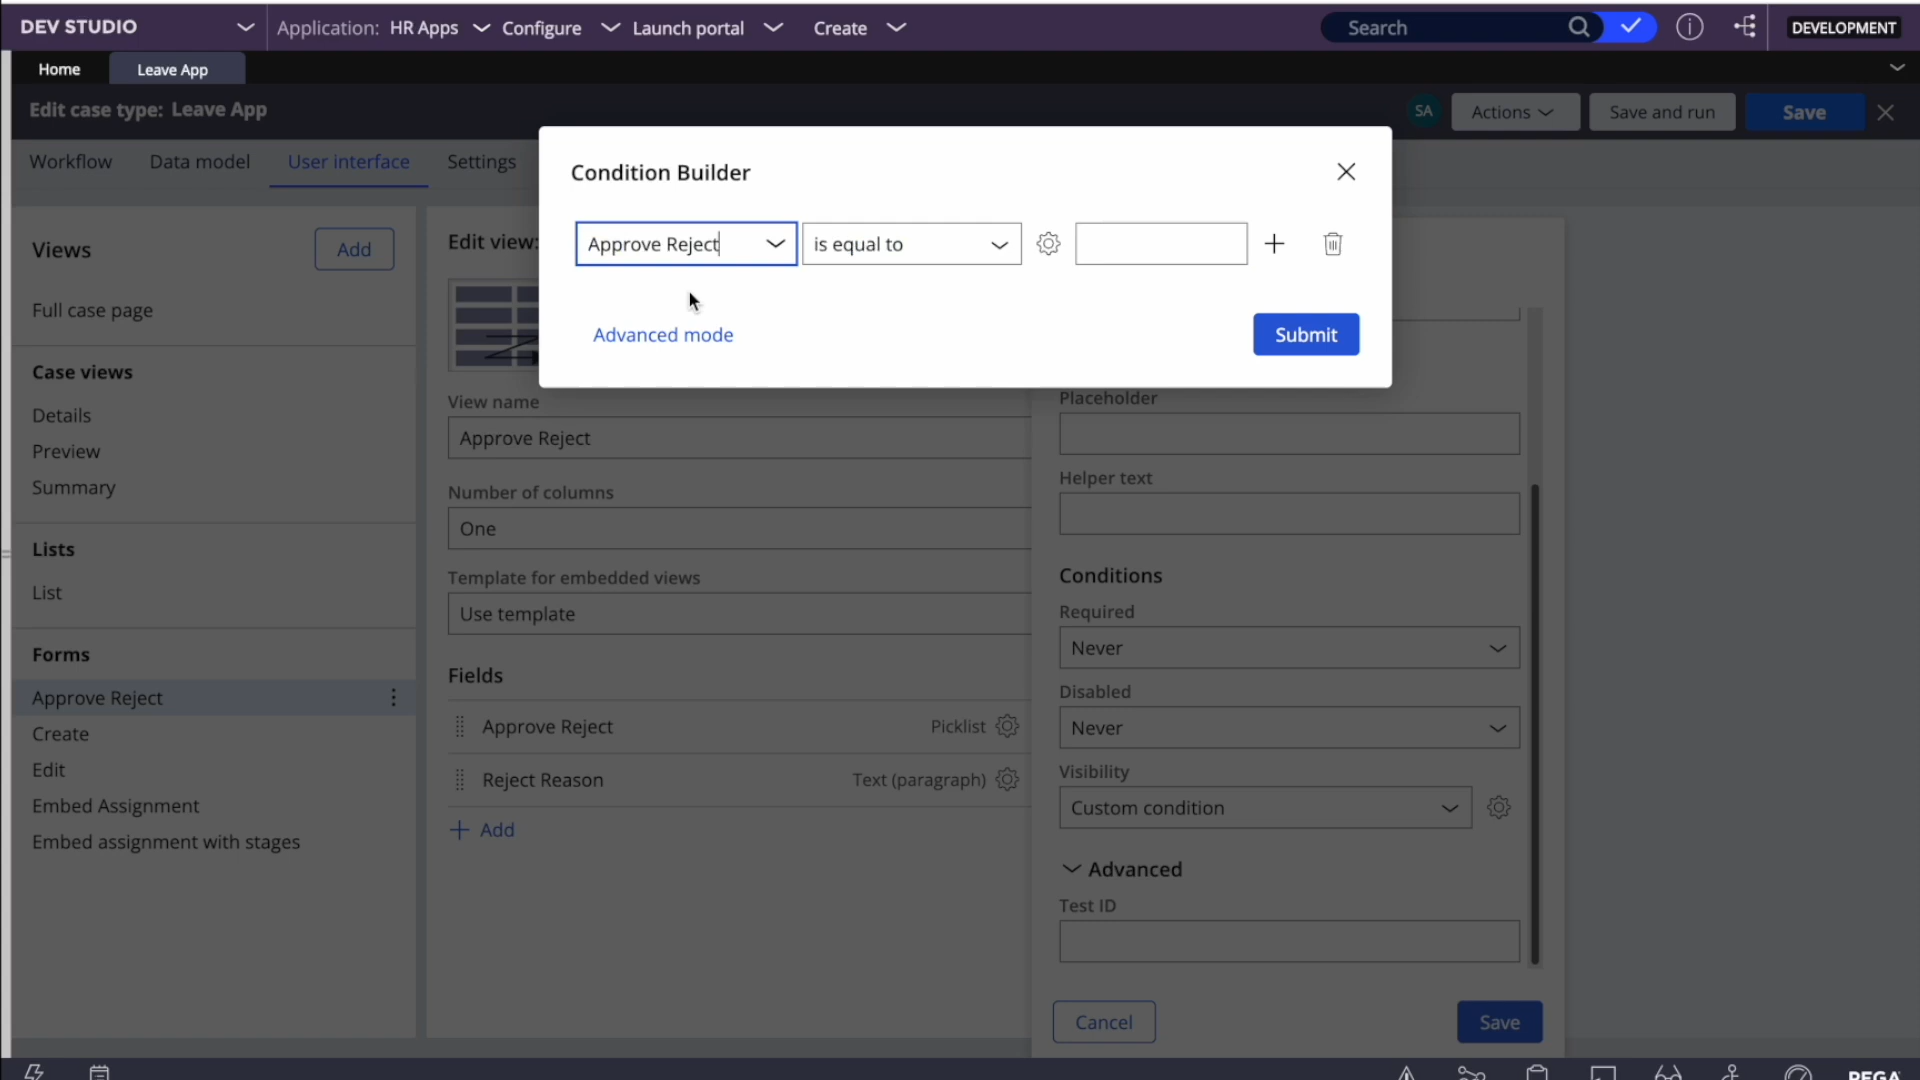 DEV STUDIO
Application: HR Apps
Configure
Launch portal
Create
Search
DEVELOPMENT
Home
Leave App
Edit case type: Leave App
SA
Actions
Save and run
Save
Workflow
Data model
User interface
Settings
Condition Builder
Approve Reject
is equal to
Advanced mode
Submit
Views
Add
Full case page
Case views
Details
Preview
Summary
Lists
List
Forms
Approve Reject
Create
Edit
Embed Assignment
Embed assignment with stages
Edit view:
View name
Approve Reject
Number of columns
One
Template for embedded views
Use template
Fields
Approve Reject
Picklist
Reject Reason
Text (paragraph)
Add
Placeholder
Helper text
Conditions
Required
Never
Disabled
Never
Visibility
Custom condition
Advanced
Test ID
Cancel
Save
PEGA